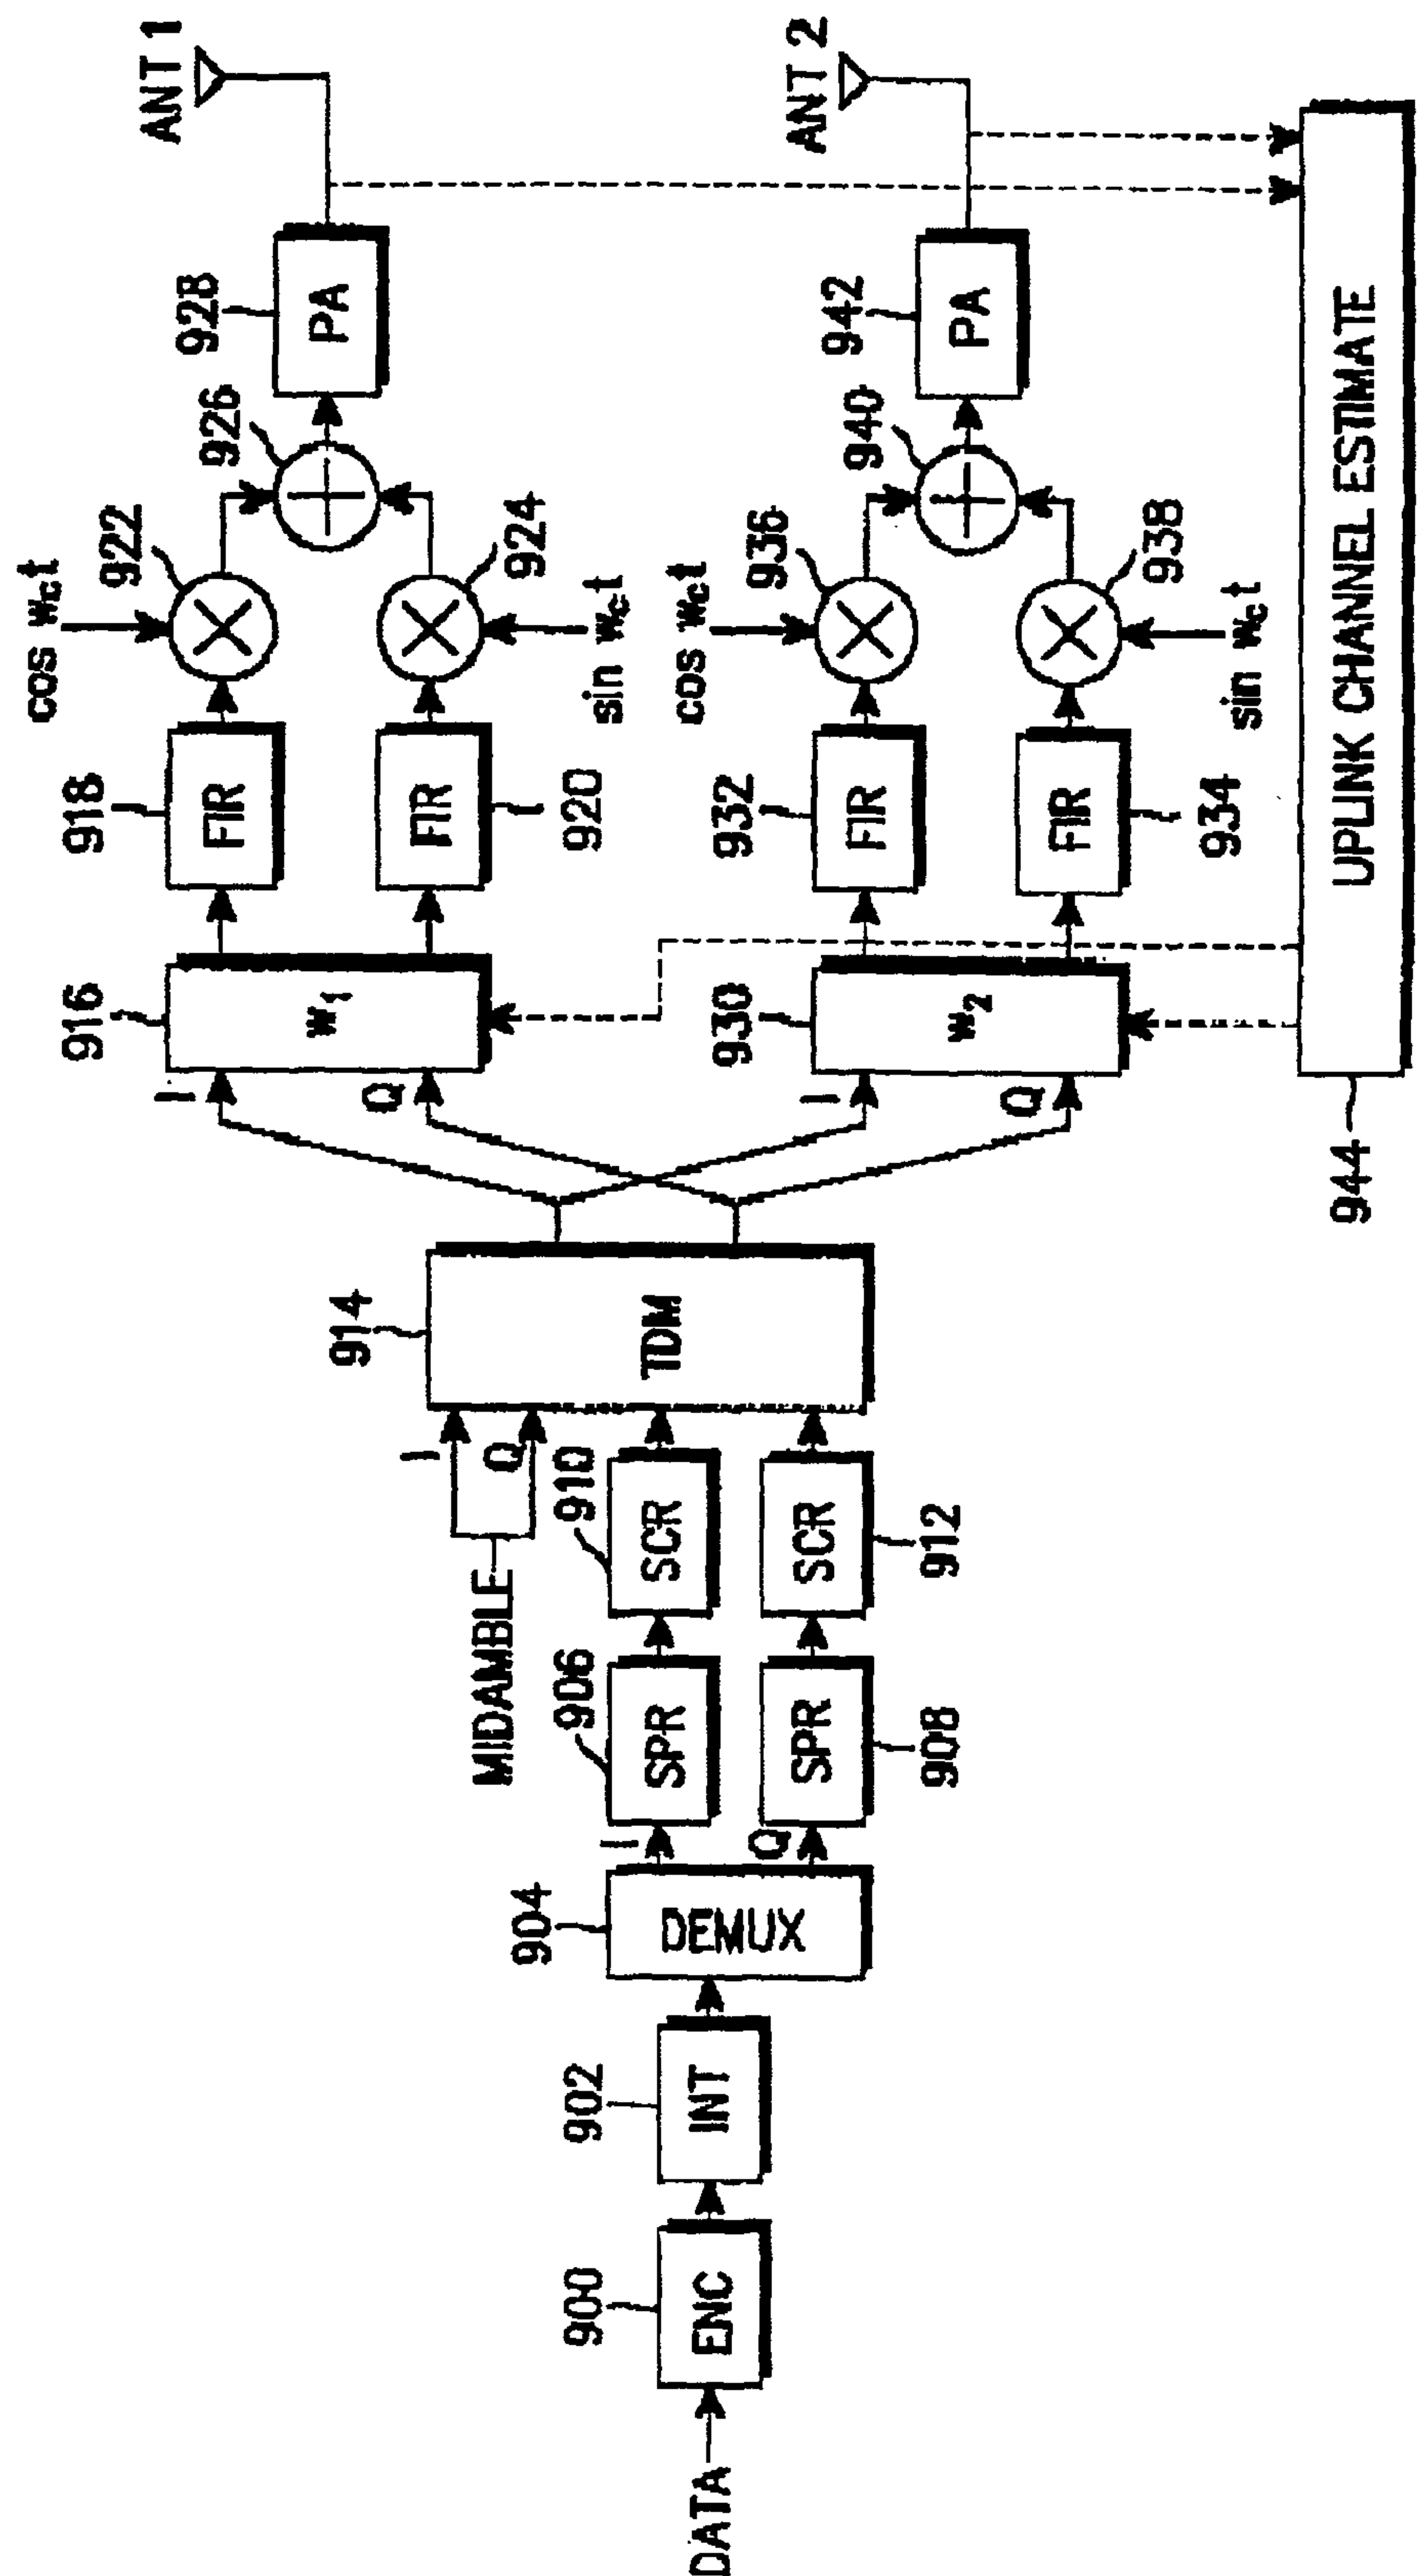 DATA
900
ENC
902
INT
904
DEMUX
I
Q
906
SPR
908
SPR
910
SCR
912
SCR
MIDAMBLE
I
Q
914
TDM
I
Q
916
w1
918
FIR
920
FIR
cos wct
922
924
sin wct
926
928
PA
ANT 1
I
Q
930
w2
932
FIR
934
FIR
cos wct
936
938
sin wct
940
942
PA
ANT 2
944
UPLINK CHANNEL ESTIMATE